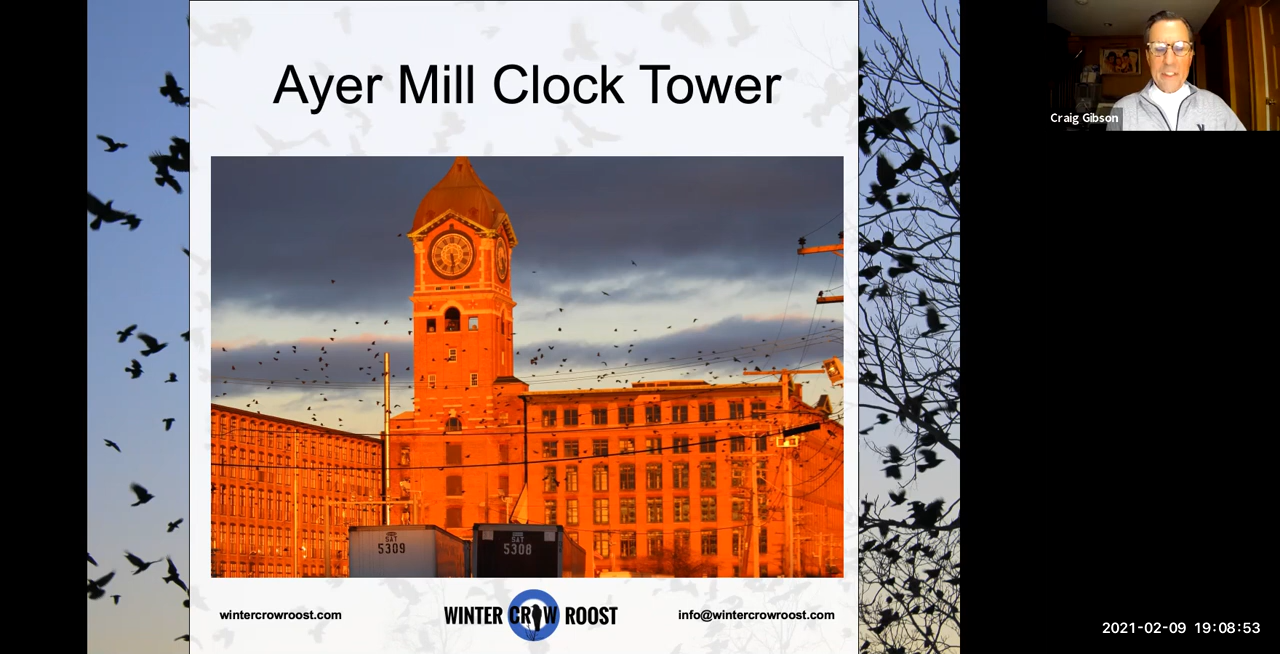 Ayer Mill Clock Tower
Craig Gibson
SAT
5309
SAT
5308
wintercrowroost.com
WINTER CROW ROOST
info@wintercrowroost.com
2021-02-09 19:08:53